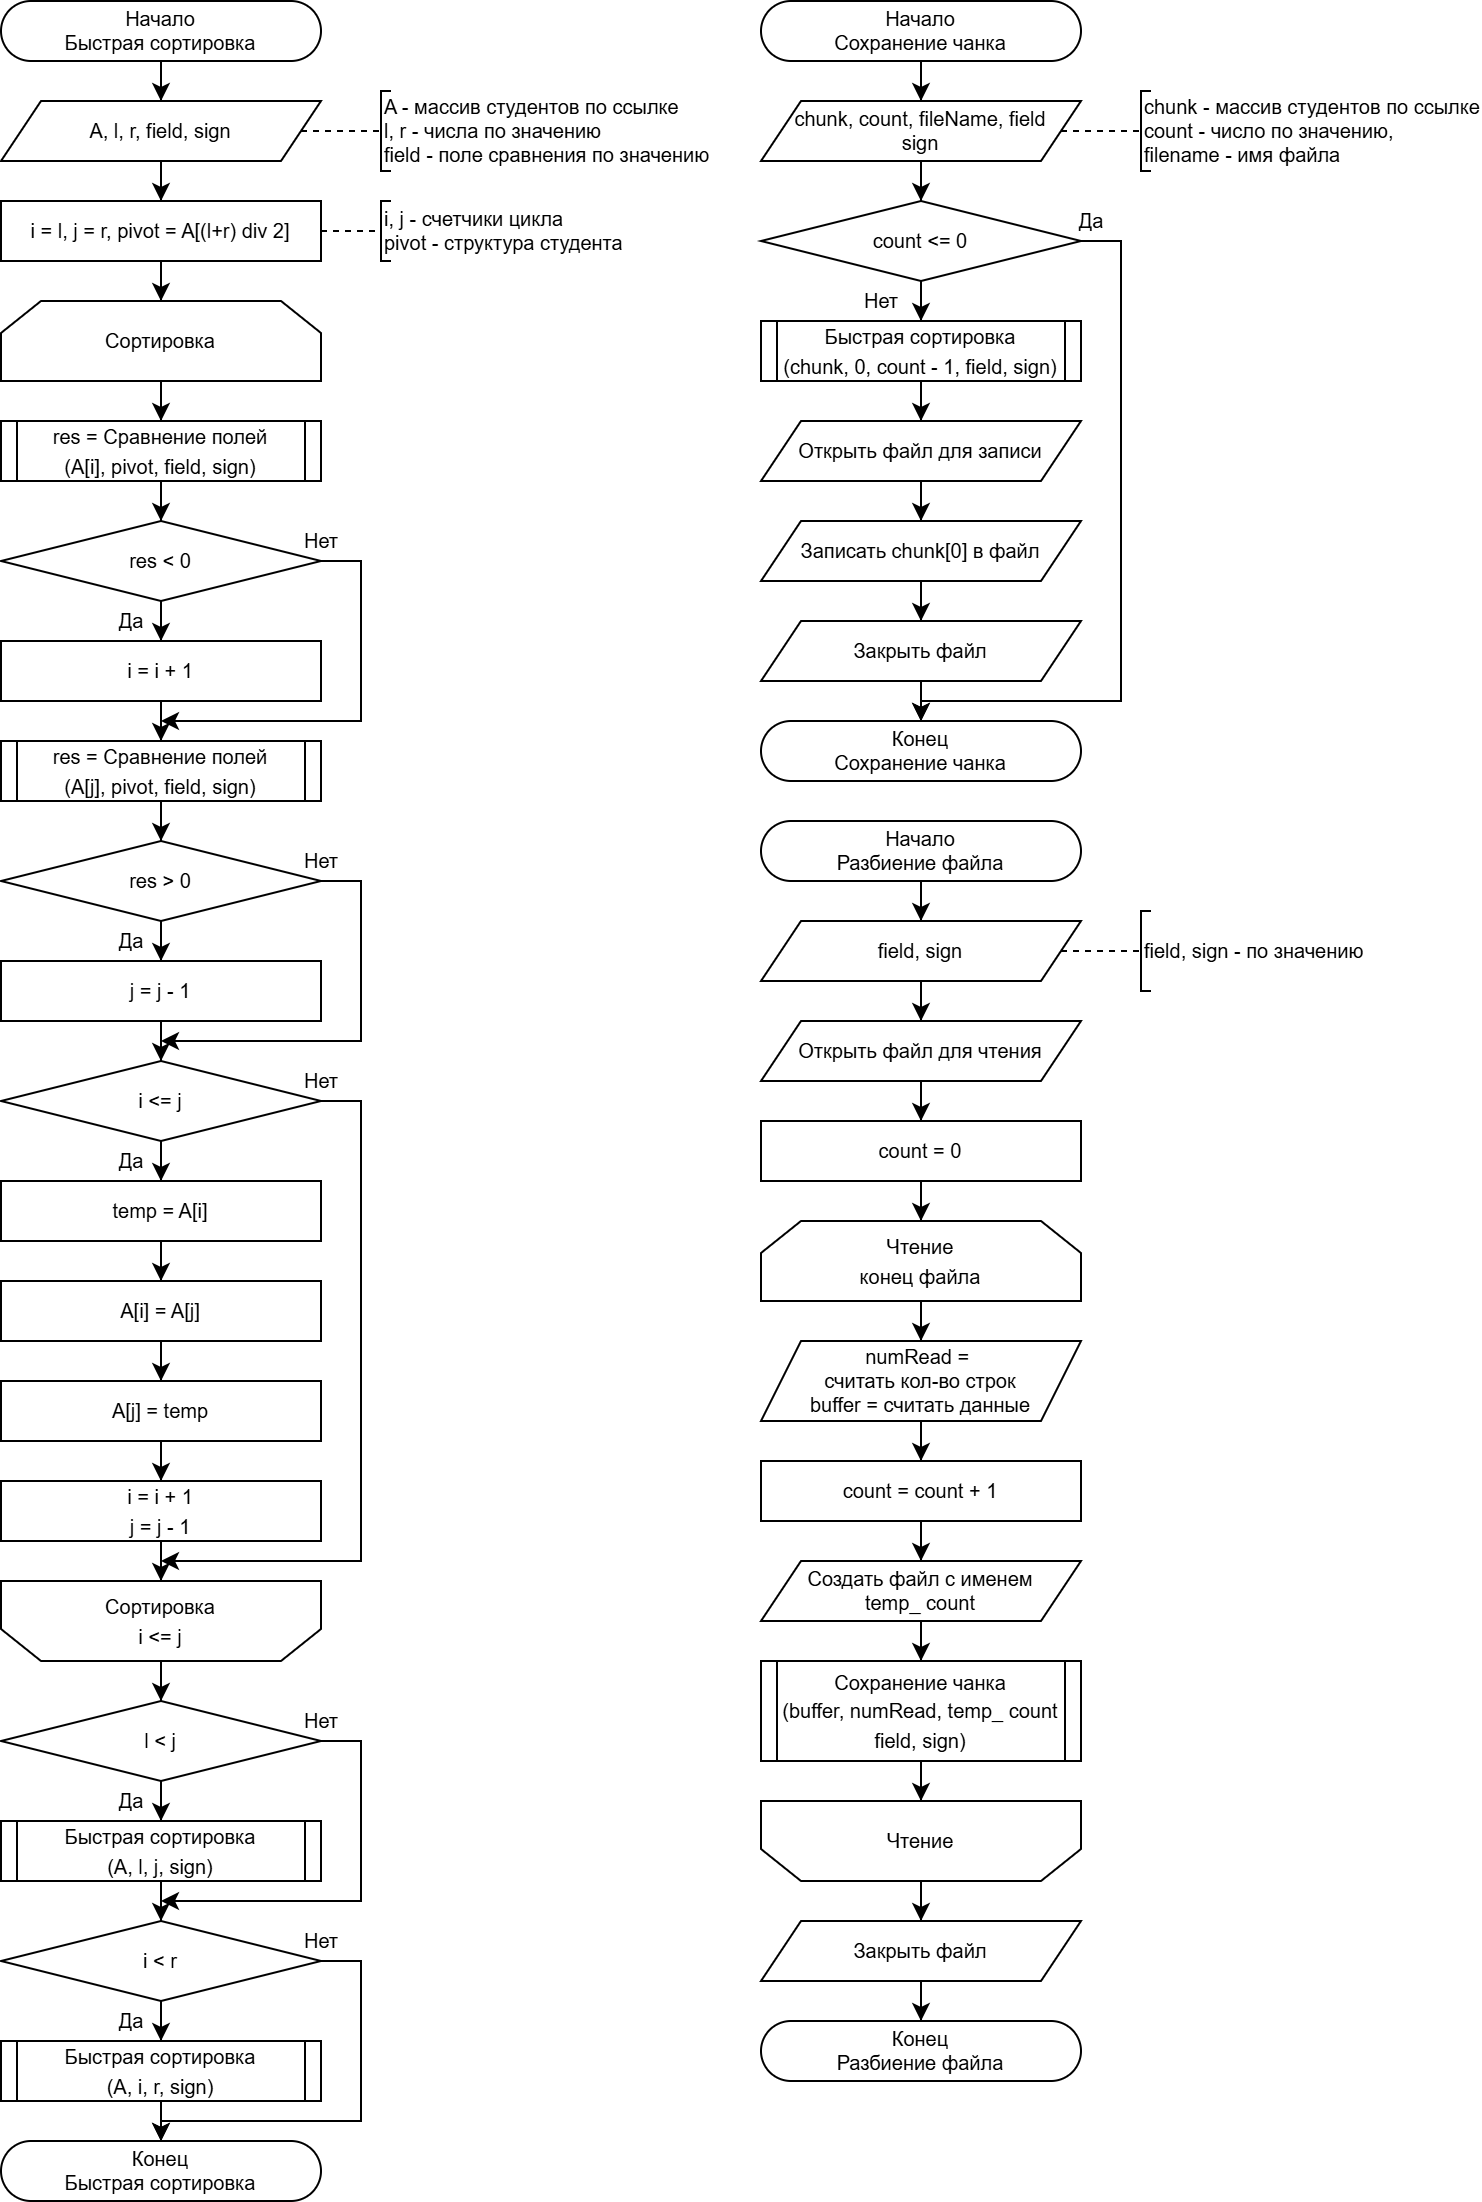 Начало
Быстрая сортировка
A, l, r, field, sign
A - массив студентов по ссылке
l, r - числа по значению
field - поле сравнения по значению
i = l, j = r, pivot = A[(l+r) div 2]
i, j - счетчики цикла
pivot - структура студента
Сортировка
res = Сравнение полей
(A[i], pivot, field, sign)
res < 0
Нет
Да
i = i + 1
res = Сравнение полей
(A[j], pivot, field, sign)
res > 0
Нет
Да
j = j - 1
i <= j
Нет
Да
temp = A[i]
A[i] = A[j]
A[j] = temp
i = i + 1
j = j - 1
Сортировка
i <= j
l < j
Нет
Да
Быстрая сортировка
(A, l, j, sign)
i < r
Нет
Да
Быстрая сортировка
(A, i, r, sign)
Конец
Быстрая сортировка
Начало
Сохранение чанка
chunk, count, fileName, field
sign
chunk - массив студентов по ссылке
count - число по значению,
filename - имя файла
count <= 0
Да
Нет
Быстрая сортировка
(chunk, 0, count - 1, field, sign)
Открыть файл для записи
Записать chunk[0] в файл
Закрыть файл
Конец
Сохранение чанка
Начало
Разбиение файла
field, sign
field, sign - по значению
Открыть файл для чтения
count = 0
Чтение
конец файла
numRead =
считать кол-во строк
buffer = считать данные
count = count + 1
Создать файл с именем
temp_ count
Сохранение чанка
(buffer, numRead, temp_ count
field, sign)
Чтение
Закрыть файл
Конец
Разбиение файла